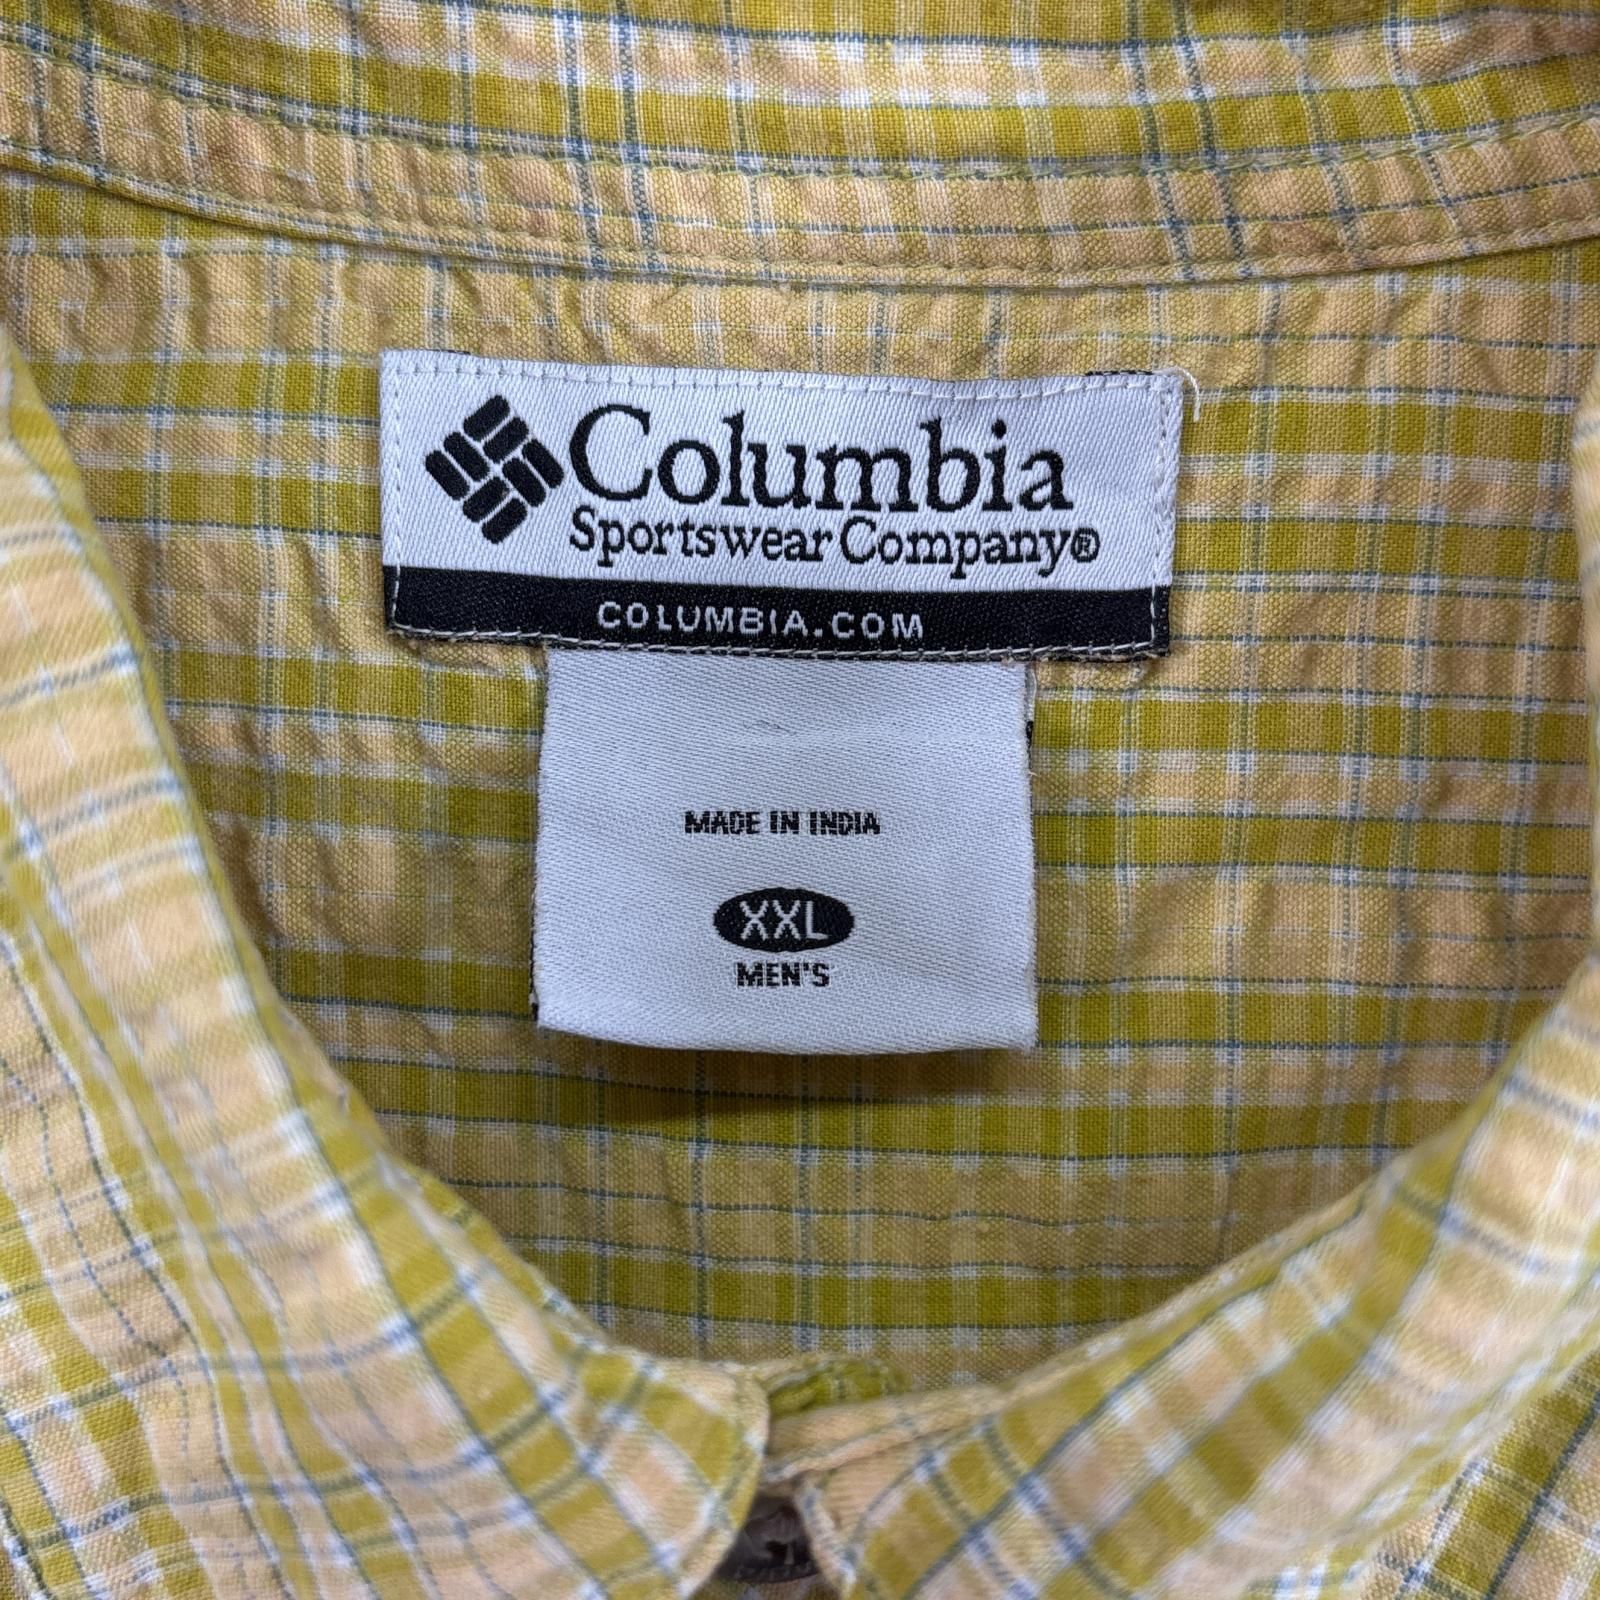 Columbia
Sportswear Company®
COLUMBIA.COM
MADE IN INDIA
XXL
MEN'S